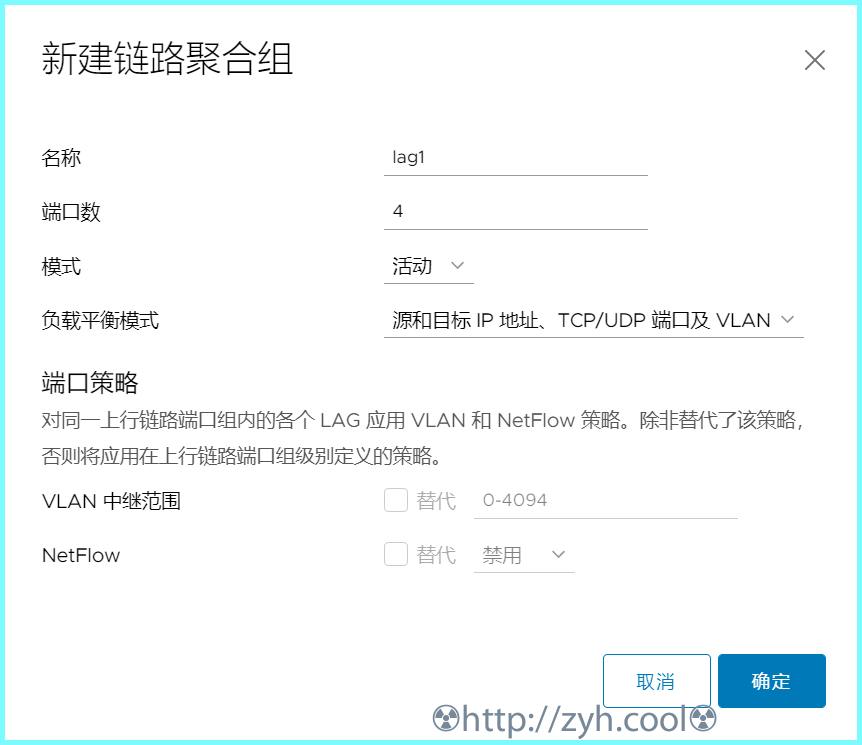 新建链路聚合组
名称 lag1
端口数 4
模式 活动
负载平衡模式 源和目标 IP 地址、TCP/UDP 端口及 VLAN
端口策略
对同一上行链路端口组内的各个 LAG 应用 VLAN 和 NetFlow 策略。除非替代了该策略，
否则将应用在上行链路端口组级别定义的策略。
VLAN 中继范围 替代 0-4094
NetFlow 替代 禁用
取消 确定
☢http://zyh.cool☢